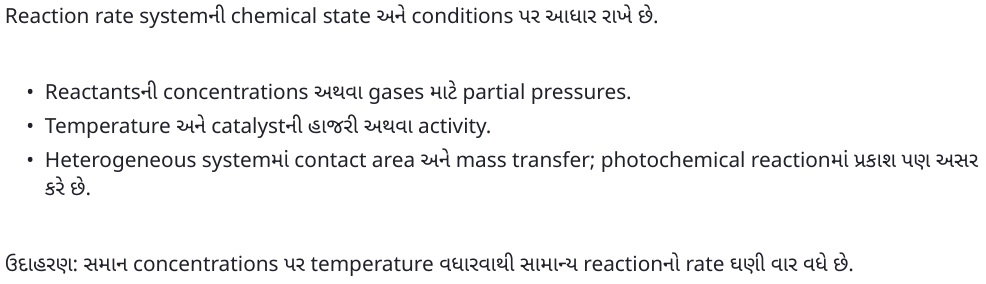 Reaction rate systemની chemical state અને conditions પર આધાર રાખે છે.
• Reactantsની concentrations અથવા gases માટે partial pressures.
• Temperature અને catalystની હાજરી અથવા activity.
• Heterogeneous systemમાં contact area અને mass transfer; photochemical reactionમાં પ્રકાશ પણ અસર
કરે છે.
ઉદાહરણ: સમાન concentrations પર temperature વધારવાથી સામાન્ય reactionનો rate ઘણી વાર વધે છે.